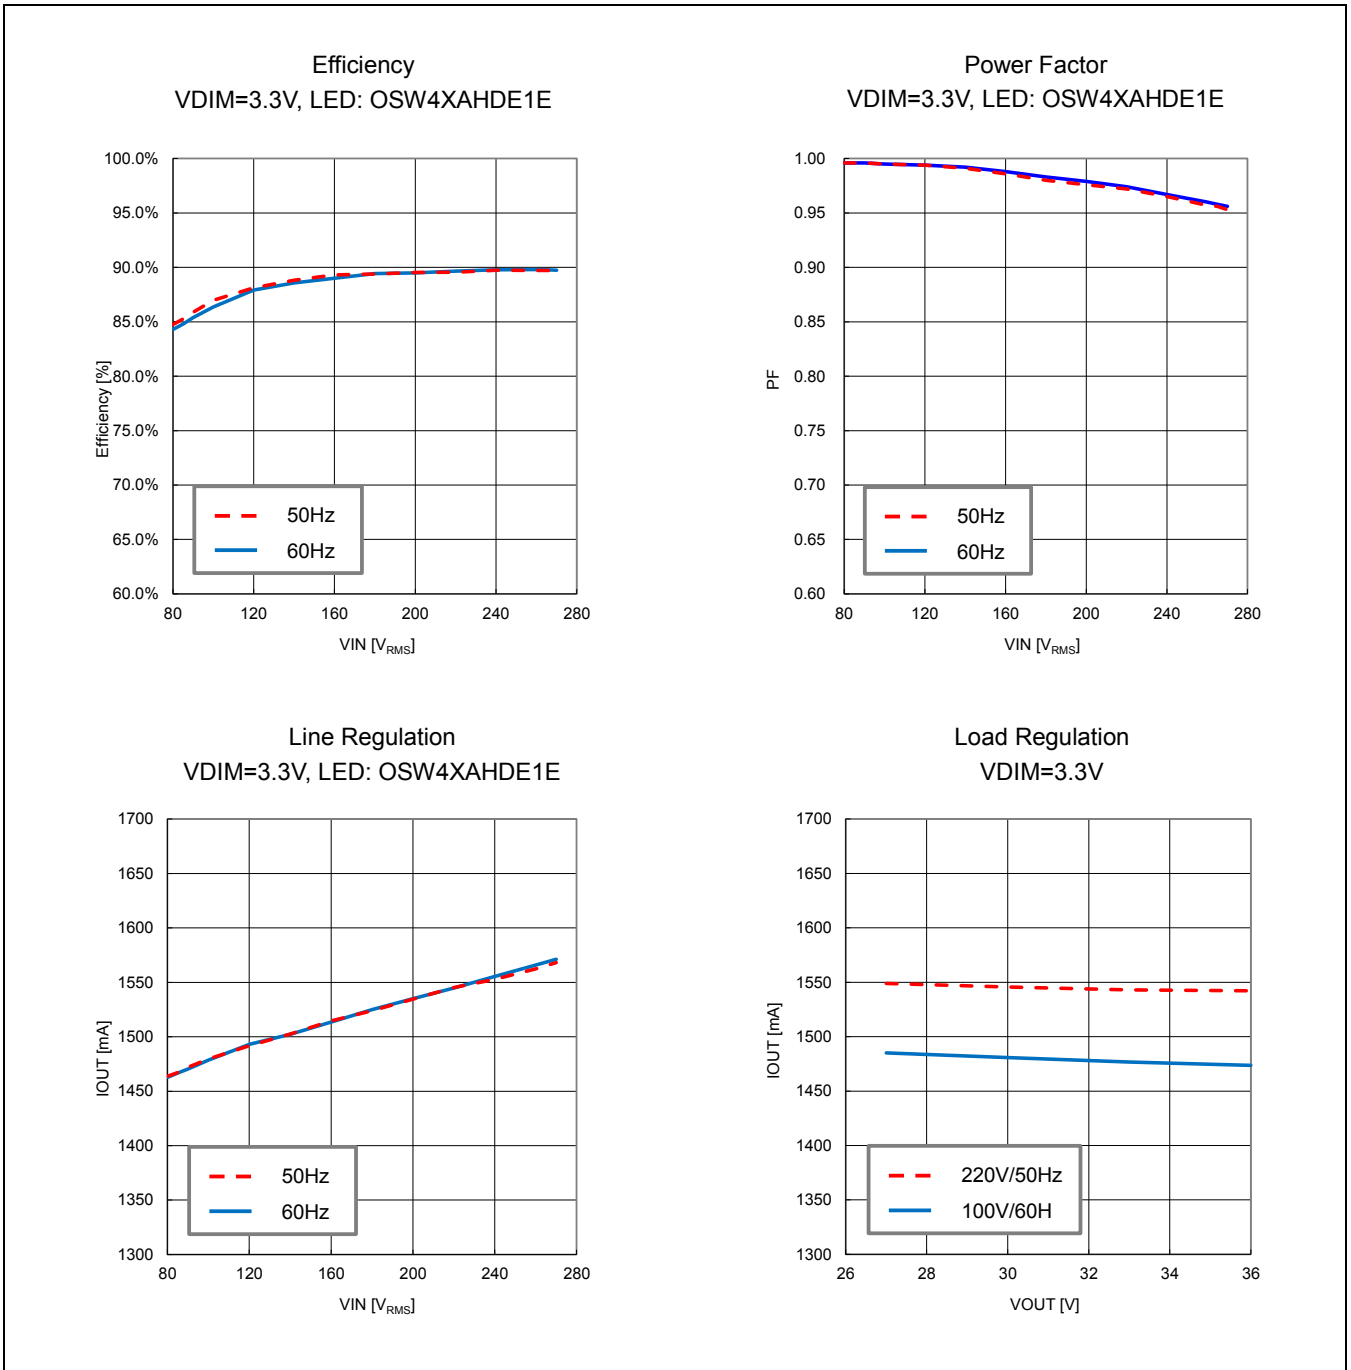 Efficiency
VDIM=3.3V, LED: OSW4XAHDE1E
100.0%
95.0%
90.0%
85.0%
80.0%
75.0%
70.0%
65.0%
60.0%
Efficiency [%]
50Hz
60Hz
80 120 160 200 240 280
VIN [VRMS]
Power Factor
VDIM=3.3V, LED: OSW4XAHDE1E
1.00
0.95
0.90
0.85
0.80
0.75
0.70
0.65
0.60
PF
50Hz
60Hz
80 120 160 200 240 280
VIN [VRMS]
Line Regulation
VDIM=3.3V, LED: OSW4XAHDE1E
1700
1650
1600
1550
1500
1450
1400
1350
1300
IOUT [mA]
50Hz
60Hz
80 120 160 200 240 280
VIN [VRMS]
Load Regulation
VDIM=3.3V
1700
1650
1600
1550
1500
1450
1400
1350
1300
IOUT [mA]
220V/50Hz
100V/60H
26 28 30 32 34 36
VOUT [V]